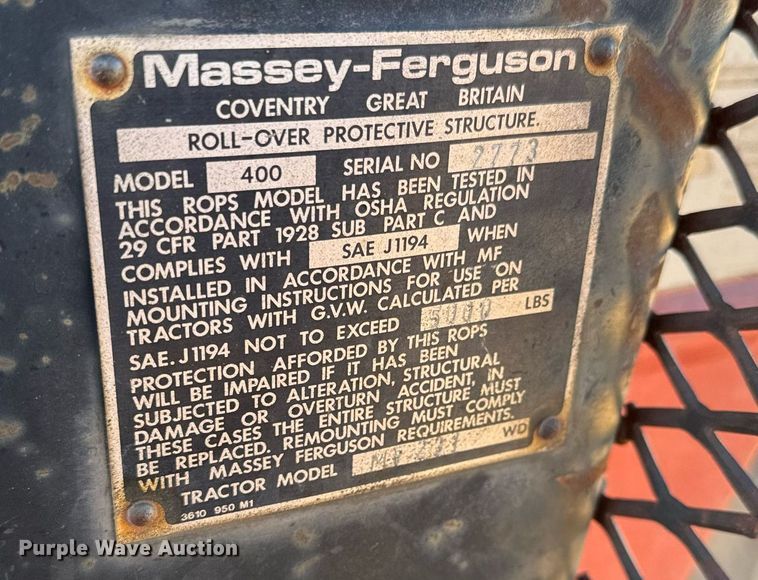 Massey-Ferguson
COVENTRY GREAT BRITAIN
ROLL-OVER PROTECTIVE STRUCTURE.
MODEL 400 SERIAL NO 2773
THIS ROPS MODEL HAS BEEN TESTED IN
ACCORDANCE WITH OSHA REGULATION
29 CFR PART 1928 SUB PART C AND
COMPLIES WITH SAE J1194 WHEN
INSTALLED IN ACCORDANCE WITH MF
MOUNTING INSTRUCTIONS FOR USE ON
TRACTORS WITH G.V.W. CALCULATED PER
SAE.J1194 NOT TO EXCEED LBS
PROTECTION AFFORDED BY THIS ROPS
WILL BE IMPAIRED IF IT HAS BEEN
SUBJECTED TO ALTERATION, STRUCTURAL
DAMAGE OR OVERTURN ACCIDENT, IN
THESE CASES THE ENTIRE STRUCTURE MUST
BE REPLACED, REMOUNTING MUST COMPLY
WITH MASSEY FERGUSON REQUIREMENTS.
TRACTOR MODEL MF WD
3610 950 M1
Purple Wave Auction